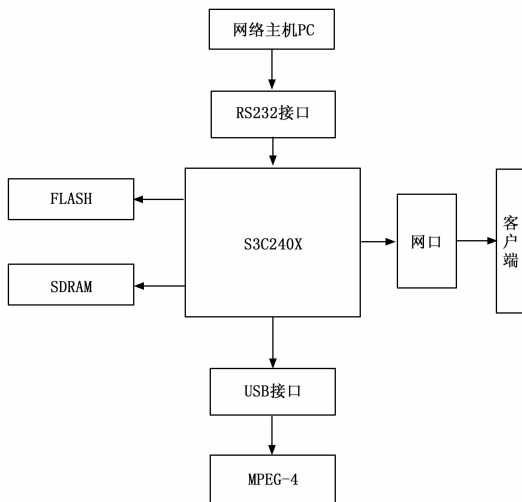 网络主机PC
RS232接口
FLASH
S3C240X
网口
客户端
SDRAM
USB接口
MPEG-4